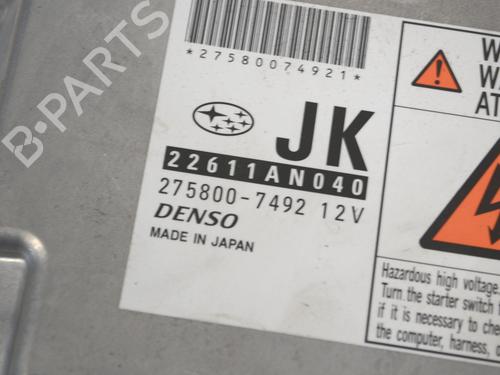 B-PARTS
*27580074921*
JK
22611AN040
275800-7492 12V
DENSO
MADE IN JAPAN
Hazardous high voltage.
Turn the starter switch
if it is necessary to
the computer, harness,